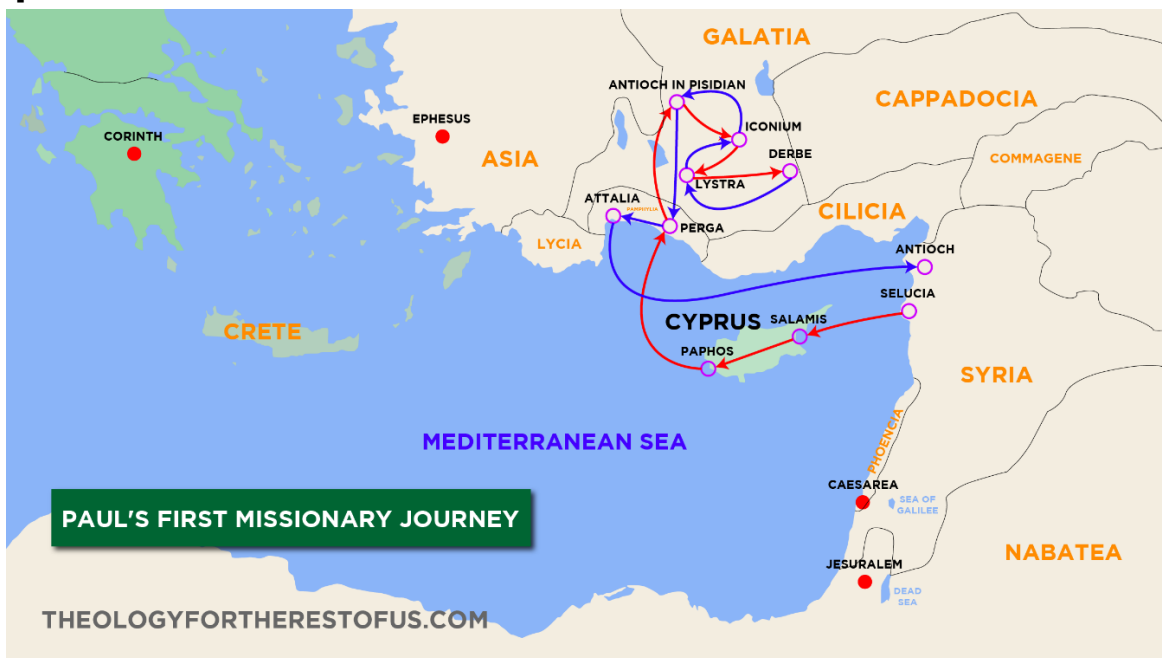 GALATIA
ANTIOCH IN PISIDIAN
CAPPADOCIA
EPHESUS
CORINTH
ICONIUM
ASIA
DERBE
COMMAGENE
LYSTRA
ATTALIA
PAMPHYLIA
CILICIA
PERGA
LYCIA
ANTIOCH
SELUCIA
CYPRUS
SALAMIS
CRETE
PAPHOS
SYRIA
MEDITERRANEAN SEA
PHOENCIA
CAESAREA
SEA OF
GALILEE
PAUL'S FIRST MISSIONARY JOURNEY
NABATEA
JESURALEM
DEAD
SEA
THEOLOGYFORTHERESTOFUS.COM